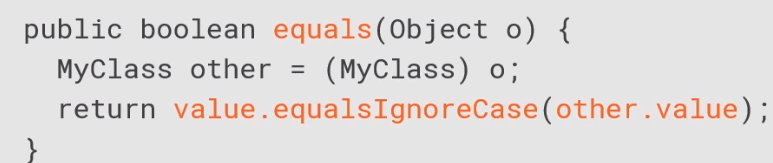 public boolean equals(Object o) {
  MyClass other = (MyClass) o;
  return value.equalsIgnoreCase(other.value);
}